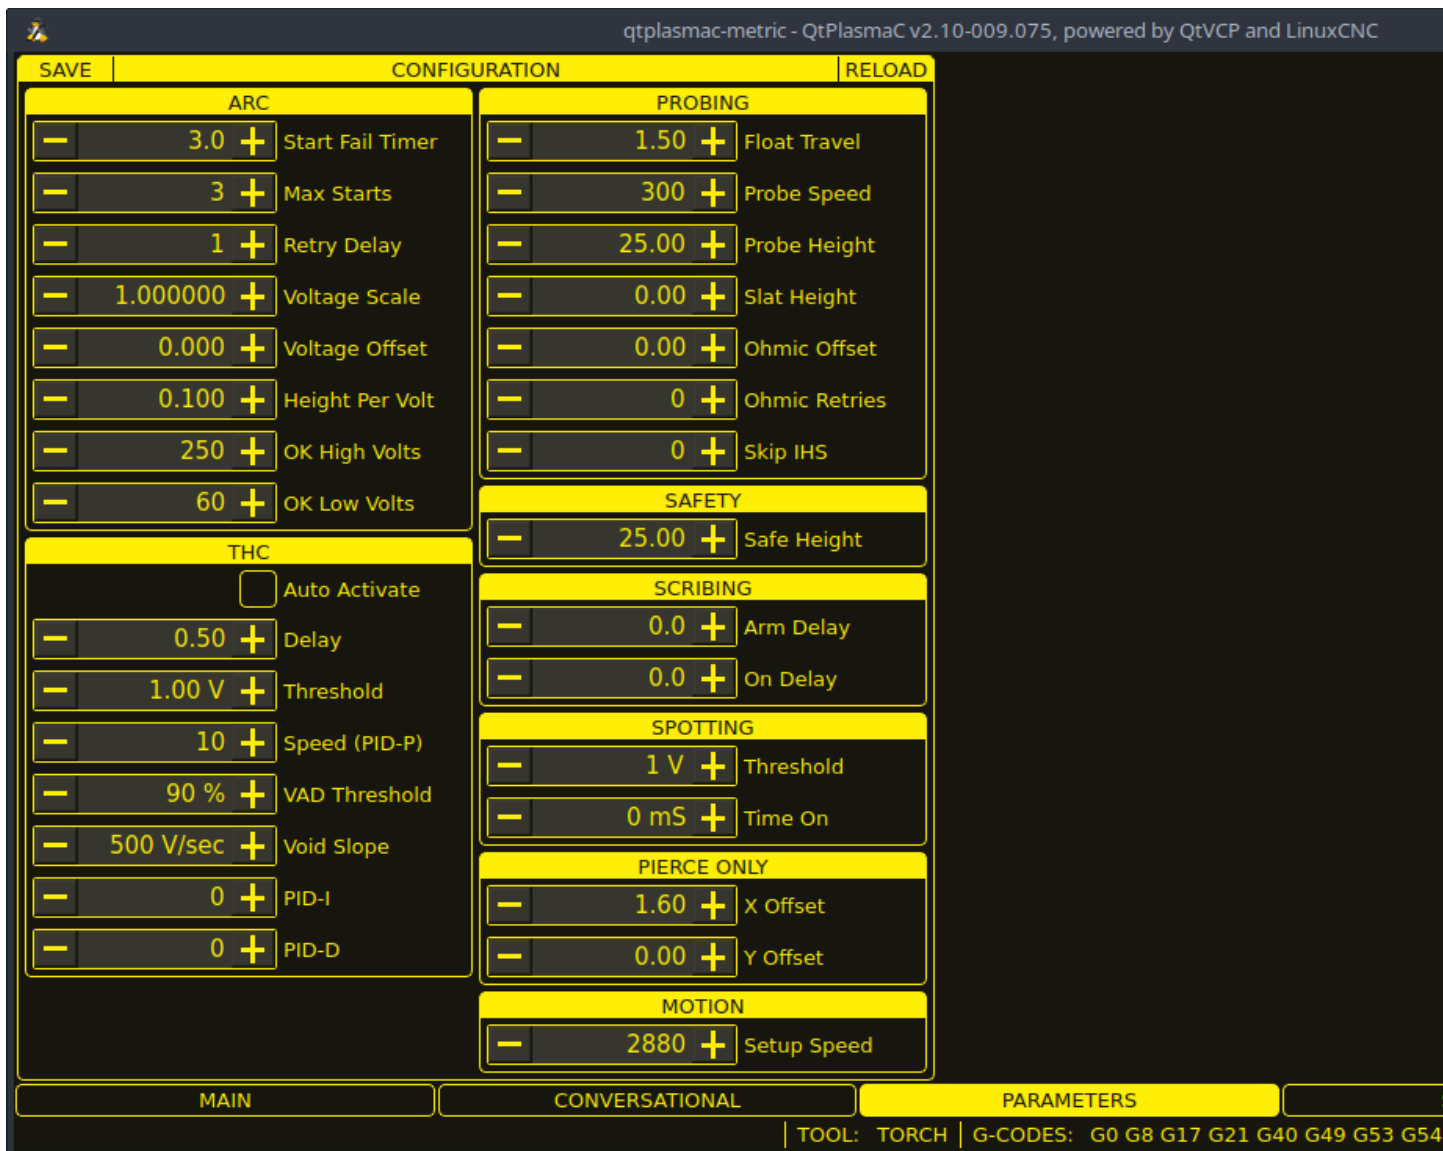 qtplasmac-metric - QtPlasmaC v2.10-009.075, powered by QtVCP and LinuxCNC
SAVE CONFIGURATION RELOAD
ARC
3.0 Start Fail Timer
3 Max Starts
1 Retry Delay
1.000000 Voltage Scale
0.000 Voltage Offset
0.100 Height Per Volt
250 OK High Volts
60 OK Low Volts
THC
Auto Activate
0.50 Delay
1.00 V Threshold
10 Speed (PID-P)
90 % VAD Threshold
500 V/sec Void Slope
0 PID-I
0 PID-D
PROBING
1.50 Float Travel
300 Probe Speed
25.00 Probe Height
0.00 Slat Height
0.00 Ohmic Offset
0 Ohmic Retries
0 Skip IHS
SAFETY
25.00 Safe Height
SCRIBING
0.0 Arm Delay
0.0 On Delay
SPOTTING
1 V Threshold
0 mS Time On
PIERCE ONLY
1.60 X Offset
0.00 Y Offset
MOTION
2880 Setup Speed
MAIN CONVERSATIONAL PARAMETERS
TOOL: TORCH G-CODES: G0 G8 G17 G21 G40 G49 G53 G54